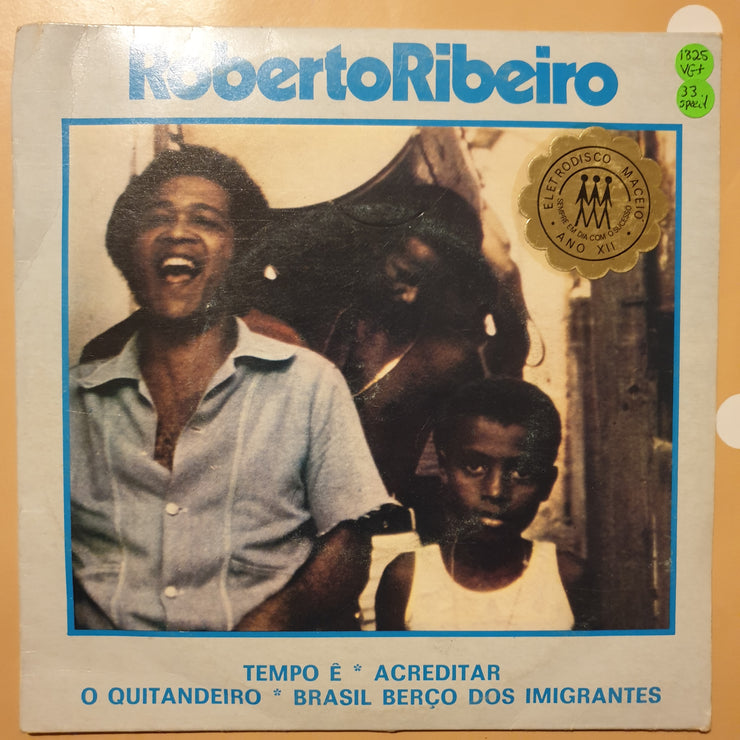 RobertoRibeiro
1325
VG+
33.
speed
ELETRODISCO MACEIÓ
SEMPRE EM DIA COM O SUCESSO
• ANO XII •
TEMPO Ê * ACREDITAR
O QUITANDEIRO * BRASIL BERÇO DOS IMIGRANTES